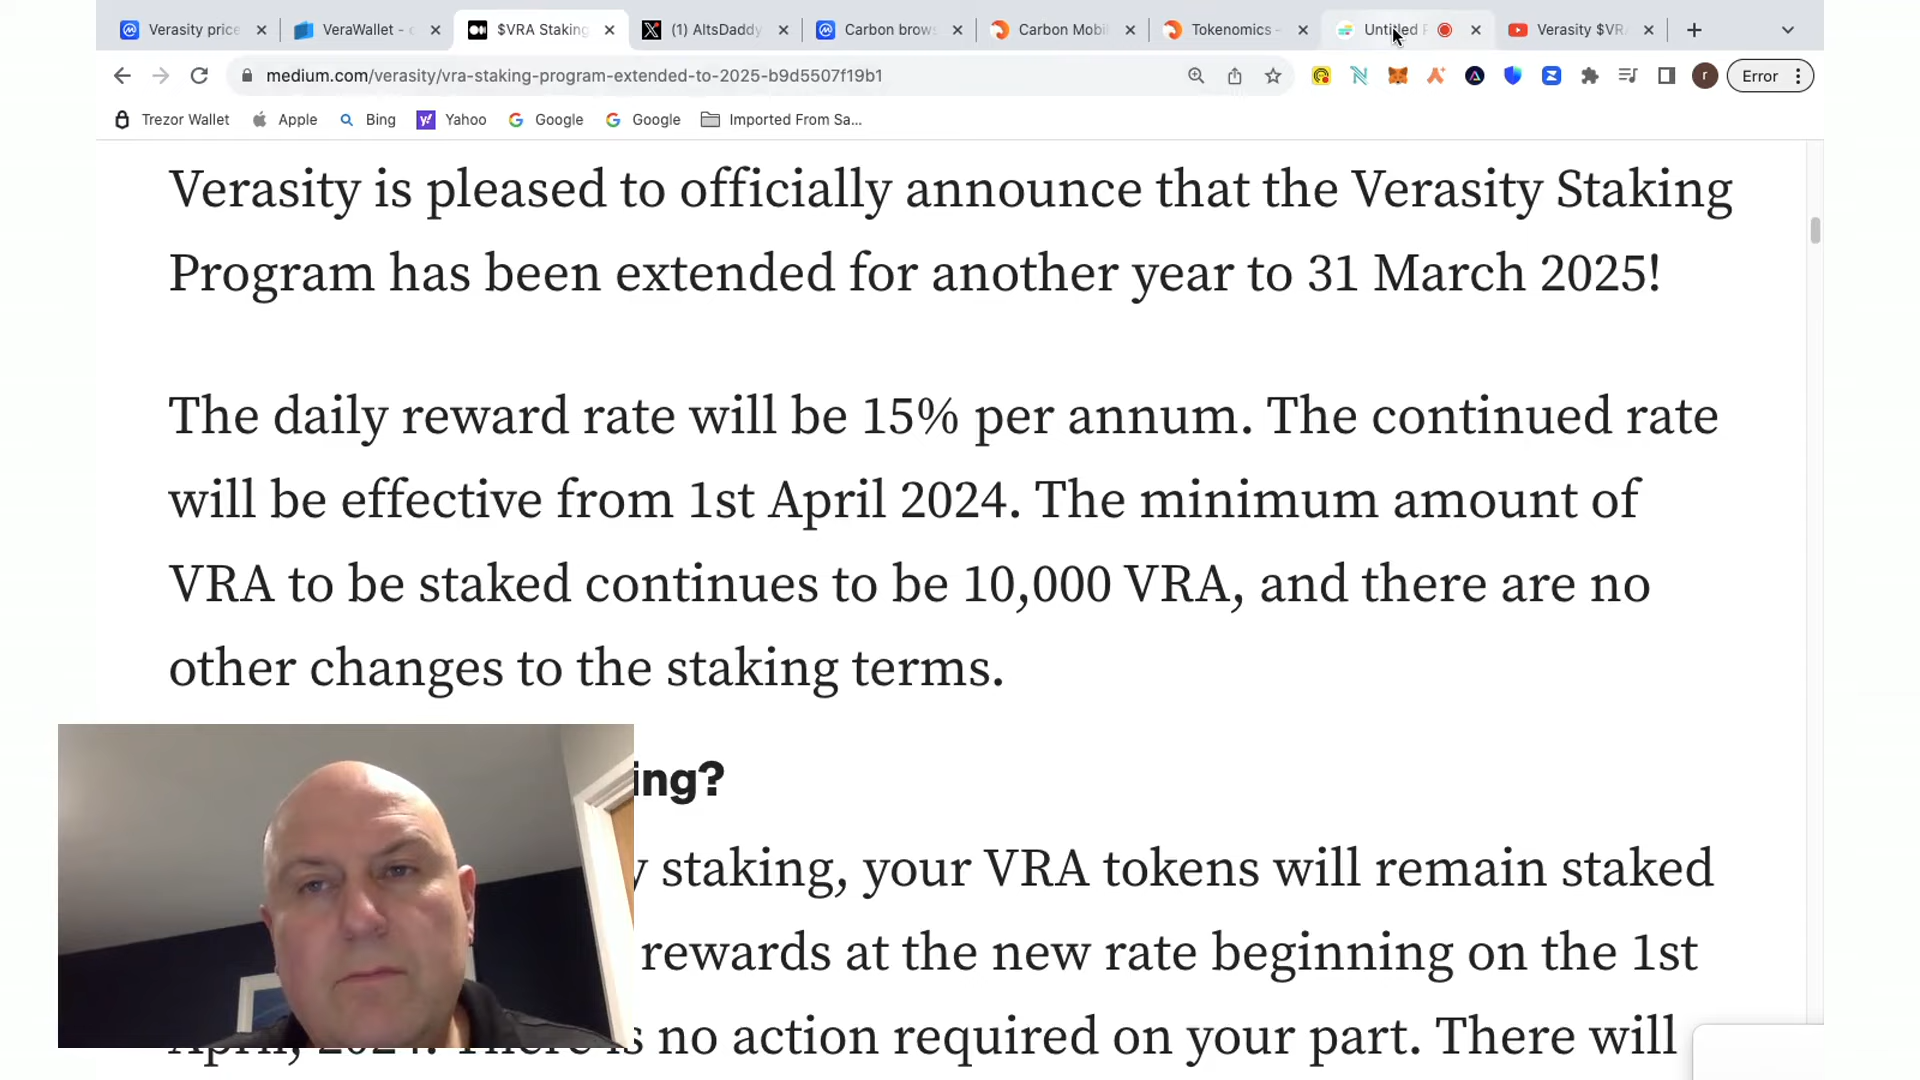 Verasity price
VeraWallet - c
$VRA Staking
(1) AltsDaddy
Carbon brows
Carbon Mobil
Tokenomics -
Untitled
Verasity $VRA
medium.com/verasity/vra-staking-program-extended-to-2025-b9d5507f19b1
r
Error
Trezor Wallet
Apple
Bing
Yahoo
Google
Google
Imported From Sa...
Verasity is pleased to officially announce that the Verasity Staking
Program has been extended for another year to 31 March 2025!
The daily reward rate will be 15% per annum. The continued rate
will be effective from 1st April 2024. The minimum amount of
VRA to be staked continues to be 10,000 VRA, and there are no
other changes to the staking terms.
ing?
staking, your VRA tokens will remain staked
rewards at the new rate beginning on the 1st
no action required on your part. There will